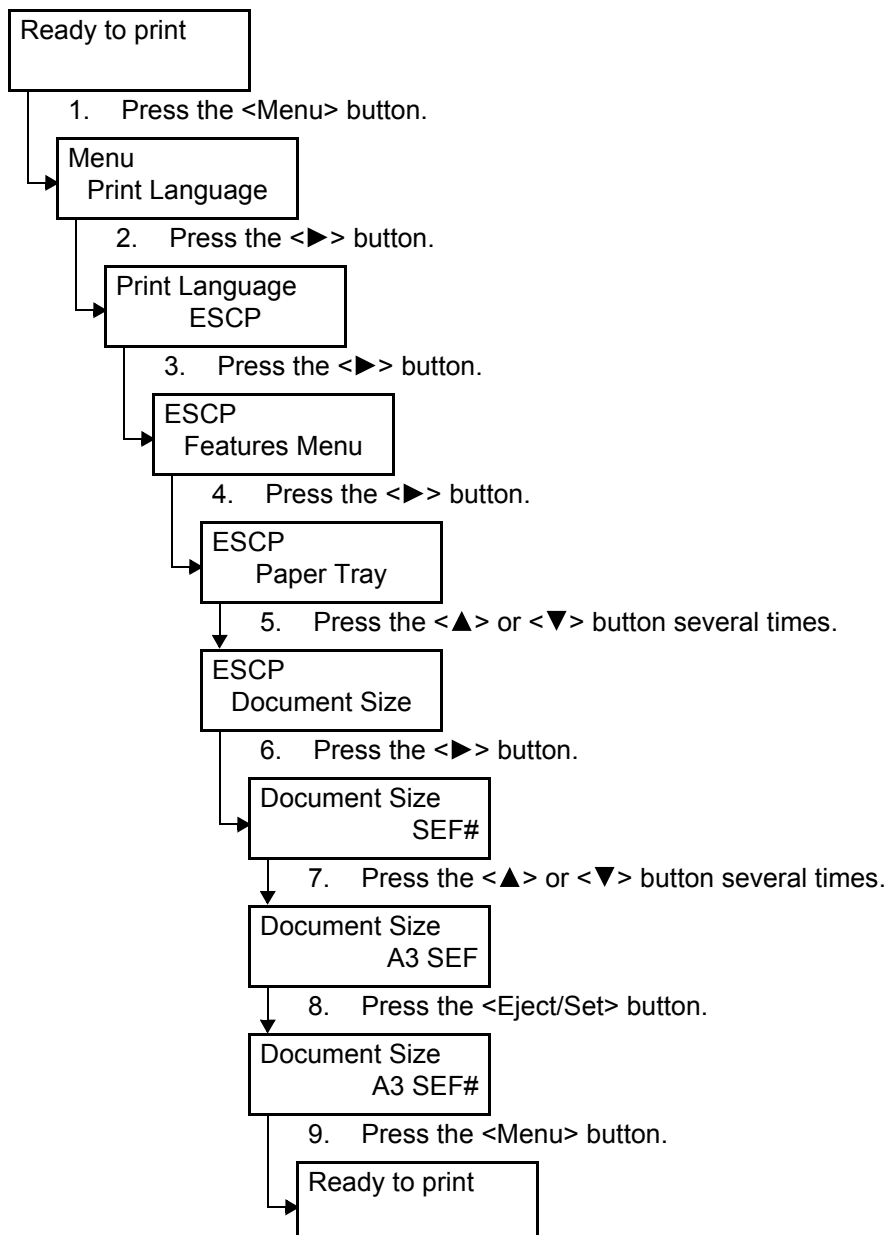 Ready to print
1. Press the <Menu> button.
Menu
Print Language
2. Press the <▶> button.
Print Language
ESCP
3. Press the <▶> button.
ESCP
Features Menu
4. Press the <▶> button.
ESCP
Paper Tray
5. Press the <▲> or <▼> button several times.
ESCP
Document Size
6. Press the <▶> button.
Document Size
SEF#
7. Press the <▲> or <▼> button several times.
Document Size
A3 SEF
8. Press the <Eject/Set> button.
Document Size
A3 SEF#
9. Press the <Menu> button.
Ready to print